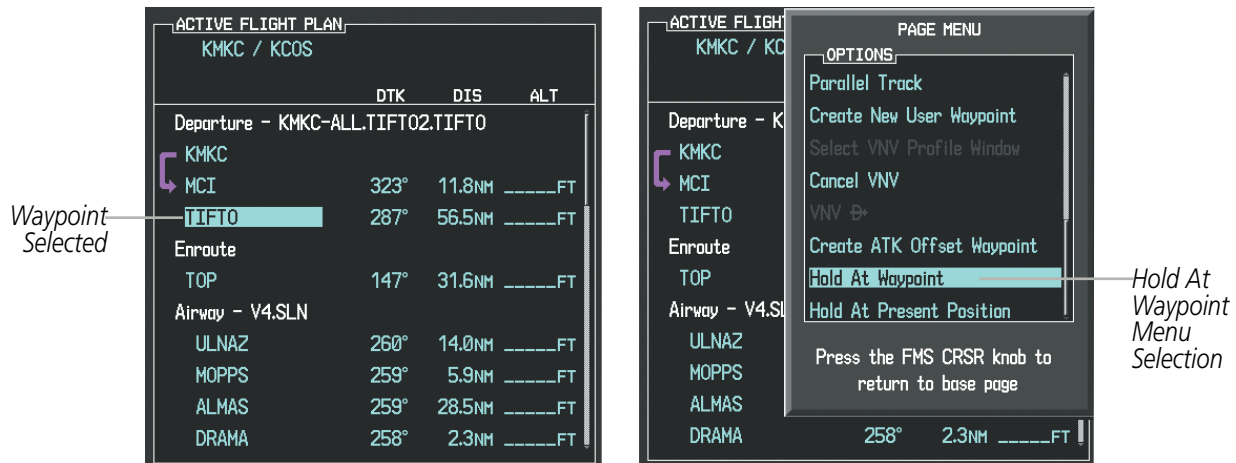 ACTIVE FLIGHT PLAN
KMKC / KCOS
DTK DIS ALT
Departure – KMKC-ALL.TIFTO2.TIFTO
KMKC
MCI 323° 11.8NM _____FT
TIFTO 287° 56.5NM _____FT
Enroute
TOP 147° 31.6NM _____FT
Airway – V4.SLN
ULNAZ 260° 14.0NM _____FT
MOPPS 259° 5.9NM _____FT
ALMAS 259° 28.5NM _____FT
DRAMA 258° 2.3NM _____FT
Waypoint
Selected
ACTIVE FLIGH
KMKC / KC
Departure – K
KMKC
MCI
TIFTO
Enroute
TOP
Airway – V4.SL
ULNAZ
MOPPS
ALMAS
DRAMA 258° 2.3NM _____FT
PAGE MENU
OPTIONS
Parallel Track
Create New User Waypoint
Select VNV Profile Window
Cancel VNV
VNV
Create ATK Offset Waypoint
Hold At Waypoint
Hold At Present Position
Press the FMS CRSR knob to
return to base page
Hold At
Waypoint
Menu
Selection